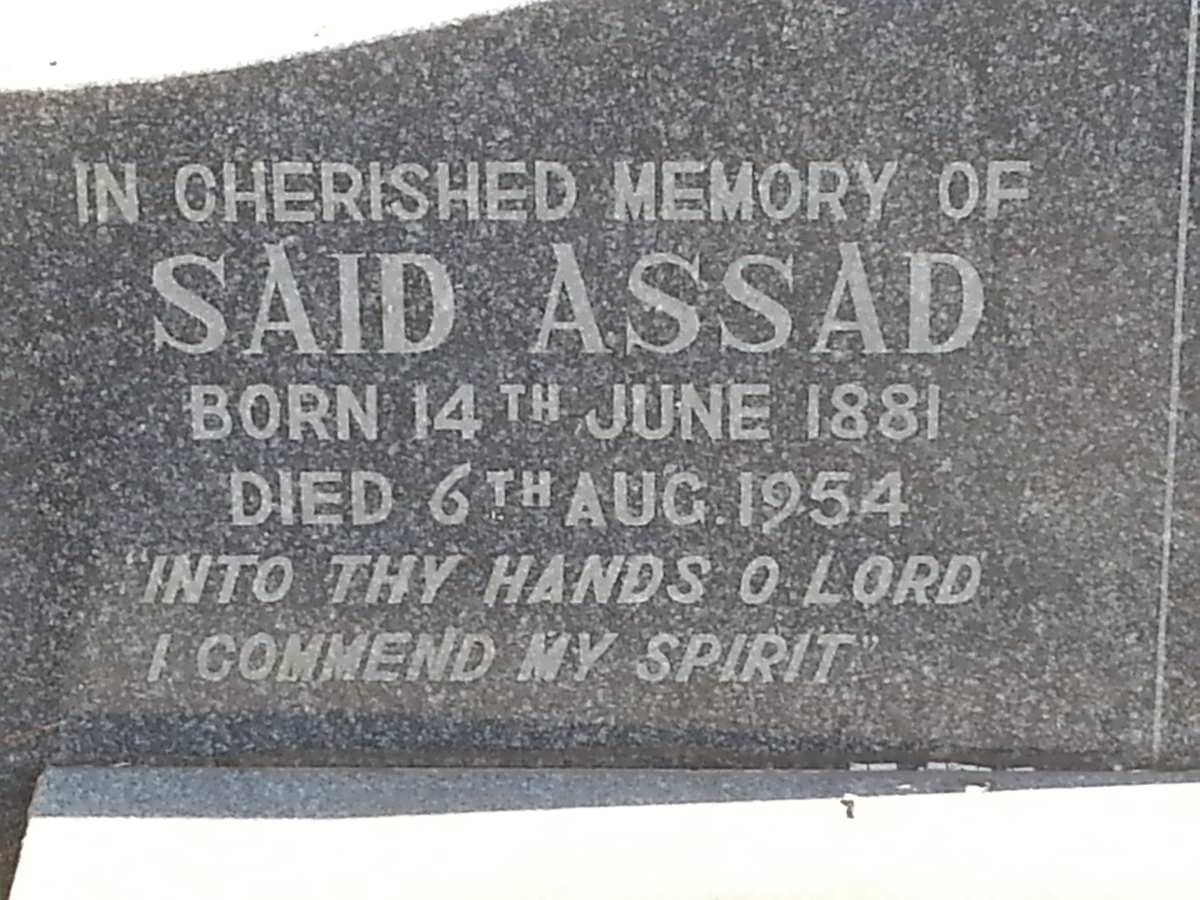 IN CHERISHED MEMORY OF
SAID ASSAD
BORN 14TH JUNE 1881
DIED 6TH AUG. 1954
"INTO THY HANDS O LORD
I COMMEND MY SPIRIT"